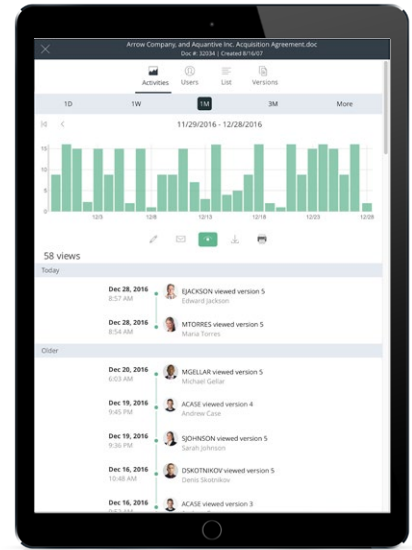 Arrow Company, and Aquantive Inc. Acquisition Agreement.doc
Doc #: 32034 | Created 8/16/07
Activities Users List Versions
1D 1W 1M 3M More
11/29/2016 - 12/28/2016
15
10
5
0
12/3 12/8 12/13 12/18 12/23 12/28
58 views
Today
Dec 28, 2016 EJACKSON viewed version 5
8:57 AM Edward Jackson
Dec 28, 2016 MTORRES viewed version 5
8:54 AM Maria Torres
Older
Dec 20, 2016 MGELLAR viewed version 5
6:03 AM Michael Gellar
Dec 19, 2016 ACASE viewed version 4
9:45 PM Andrew Case
Dec 19, 2016 SJOHNSON viewed version 5
9:36 PM Sarah Johnson
Dec 16, 2016 DSKOTNIKOV viewed version 5
10:48 AM Denis Skotnikov
Dec 16, 2016 ACASE viewed version 3